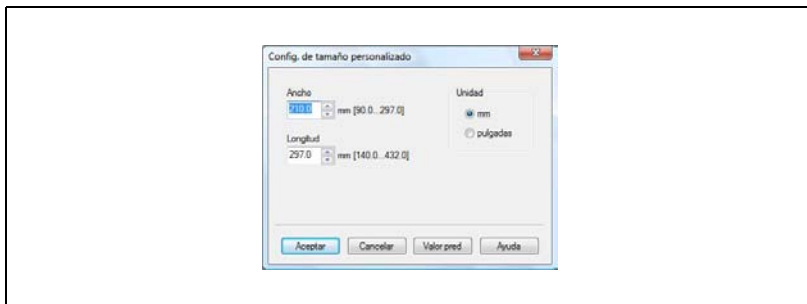 Config. de tamaño personalizado
Ancho
210.0 mm [90.0...297.0]
Longitud
297.0 mm [140.0...432.0]
Unidad
mm
pulgadas
Aceptar Cancelar Valor pred Ayuda